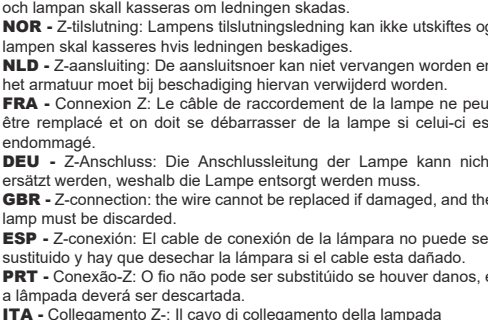 och lampan skall kasseras om ledningen skadas.
NOR - Z-tilslutning: Lampens tilslutningsledning kan ikke utskiftes og
lampen skal kasseres hvis ledningen beskadiges.
NLD - Z-aansluiting: De aansluitsnoer kan niet vervangen worden en
het armatuur moet bij beschadiging hiervan verwijderd worden.
FRA - Connexion Z: Le câble de raccordement de la lampe ne peu
être remplacé et on doit se débarrasser de la lampe si celui-ci es
endommagé.
DEU - Z-Anschluss: Die Anschlussleitung der Lampe kann nich
ersätzt werden, weshalb die Lampe entsorgt werden muss.
GBR - Z-connection: the wire cannot be replaced if damaged, and the
lamp must be discarded.
ESP - Z-conexión: El cable de conexión de la lámpara no puede se
sustituido y hay que desechar la lámpara si el cable esta dañado.
PRT - Conexão-Z: O fio não pode ser substitúido se houver danos, e
a lâmpada deverá ser descartada.
ITA - Collegamento Z-: Il cavo di collegamento della lampada